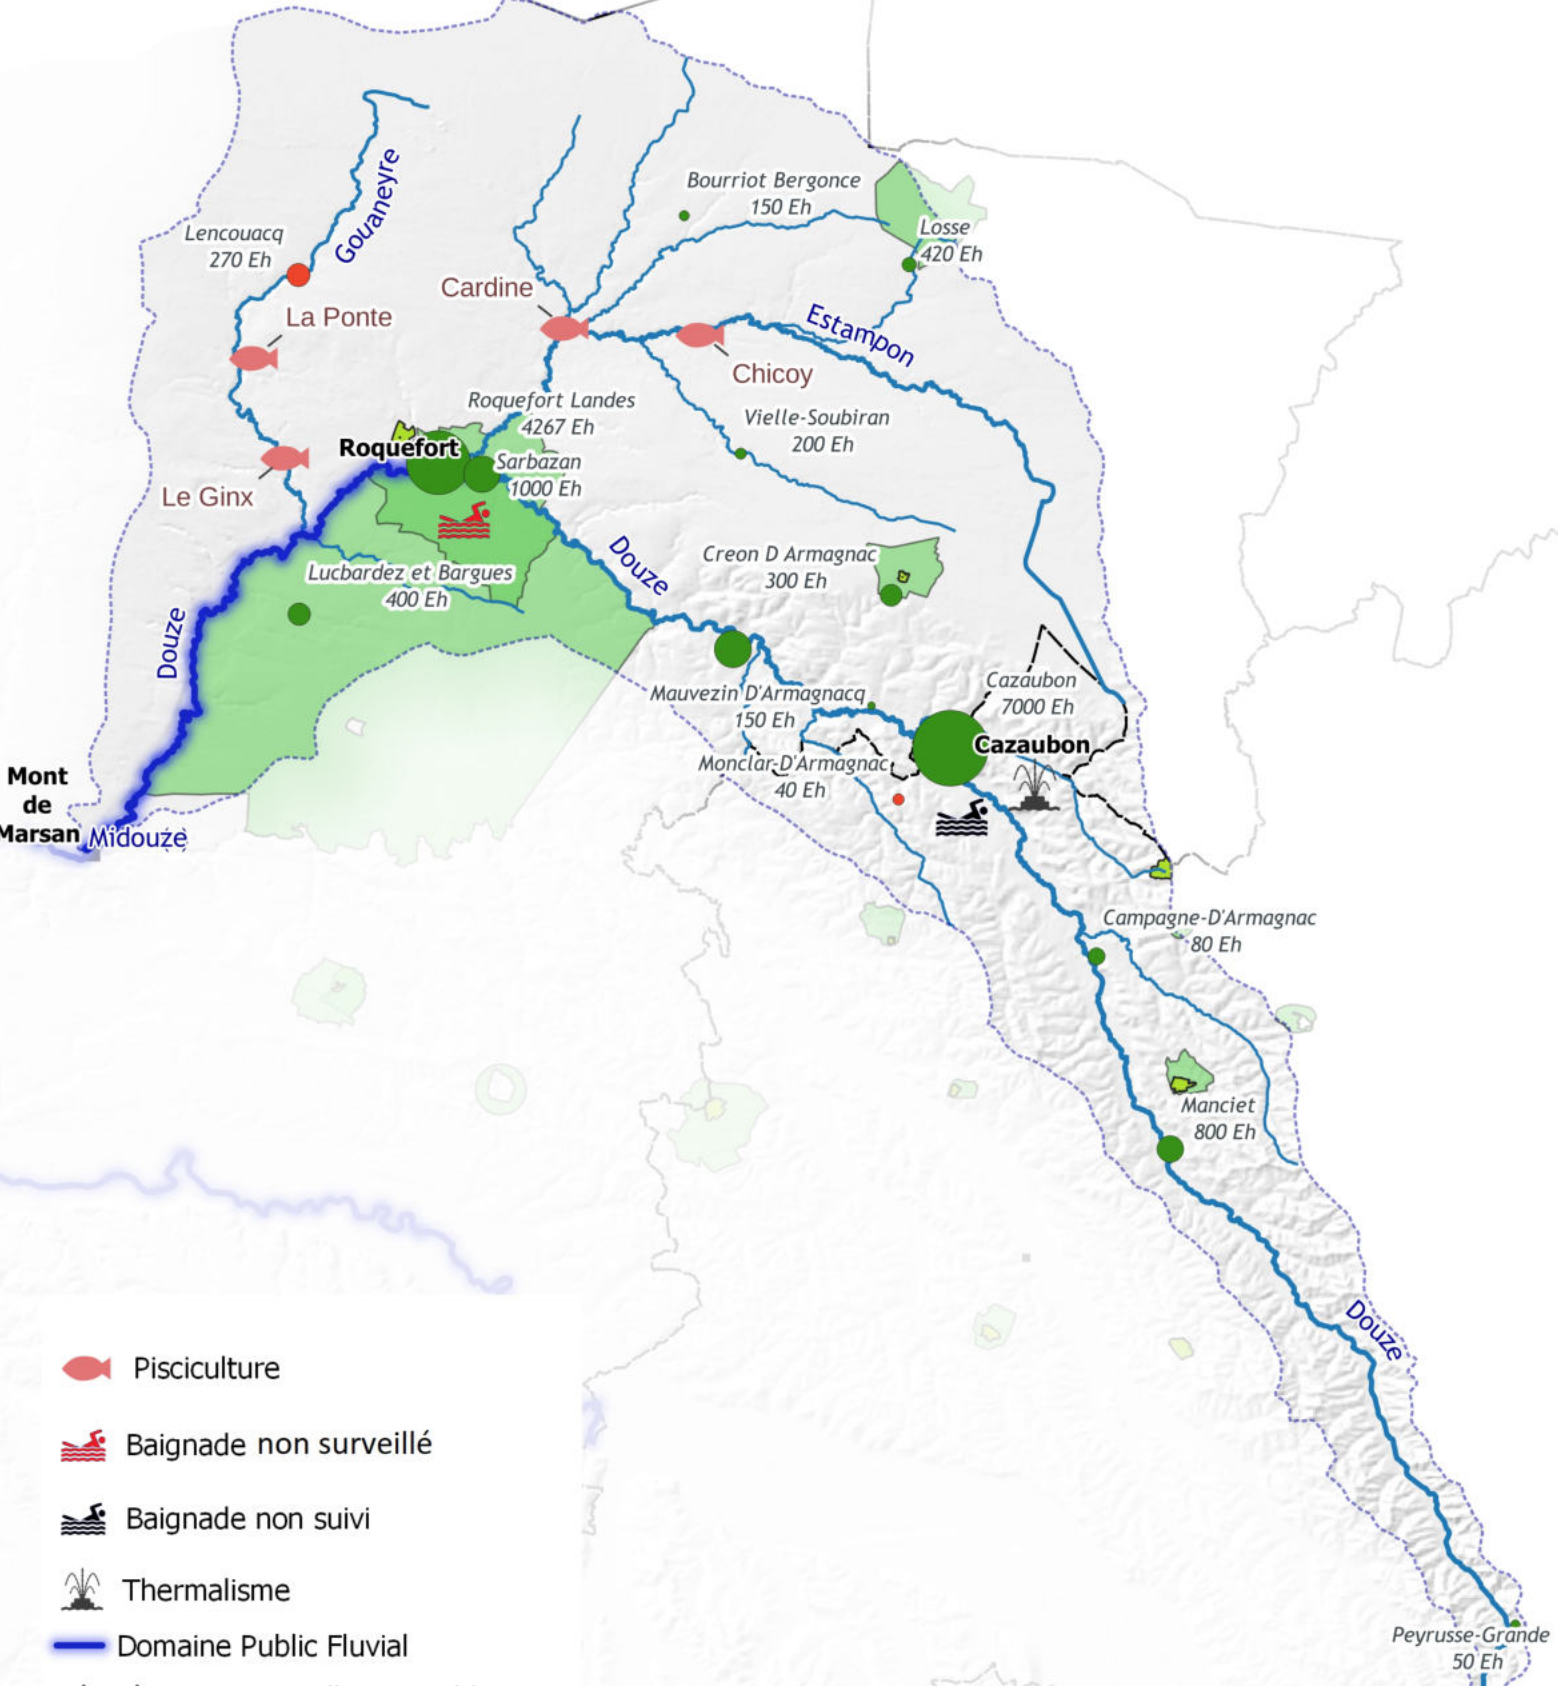 Gouaneyre
Bourriot Bergonce
150 Eh
Losse
420 Eh
Lencouacq
270 Eh
Cardine
La Ponte
Estampon
Chicoy
Roquefort Landes
4267 Eh
Vielle-Soubiran
200 Eh
Roquefort
Sarbazan
1000 Eh
Le Ginx
Douze
Creon D Armagnac
300 Eh
Lucbardez et Bargues
400 Eh
Douze
Mauvezin D'Armagnacq
150 Eh
Cazaubon
7000 Eh
Cazaubon
Monclar-D'Armagnac
40 Eh
Mont
de
Marsan
Midouze
Campagne-D'Armagnac
80 Eh
Manciet
800 Eh
Douze
Pisciculture
Baignade non surveillé
Baignade non suivi
Thermalisme
Domaine Public Fluvial
Peyrusse-Grande
50 Eh